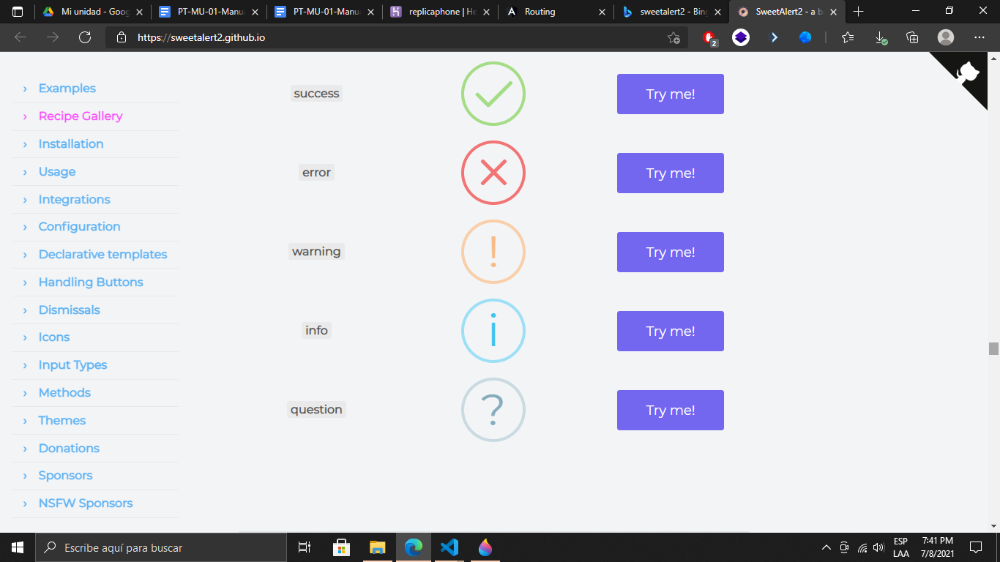 Mi unidad - Goog
PT-MU-01-Manua
PT-MU-01-Manua
replicaphone | He
Routing
sweetalert2 - Bing
SweetAlert2 - a b
https://sweetalert2.github.io
2
Examples
Recipe Gallery
Installation
Usage
Integrations
Configuration
Declarative templates
Handling Buttons
Dismissals
Icons
Input Types
Methods
Themes
Donations
Sponsors
NSFW Sponsors
success
Try me!
error
Try me!
warning
Try me!
info
Try me!
question
Try me!
Escribe aquí para buscar
ESP
LAA
7:41 PM
7/8/2021